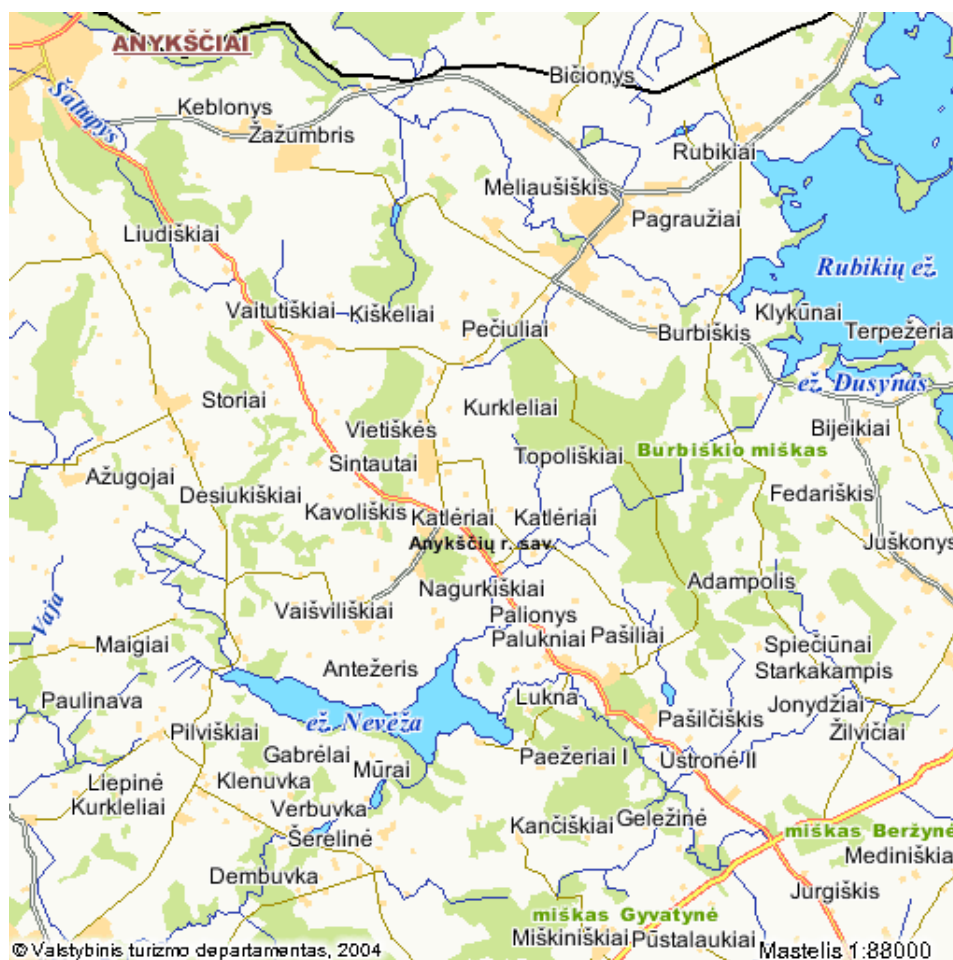 ANYKŠČIAI
Bičionys
Šaltupys
Keblonys
Žažumbris
Rubikiai
Meliaušiškis
Pagraužiai
Liudiškiai
Rubikių ež.
Vaitutiškiai
Kiškeliai
Klykūnai
Pečiuliai
Burbiškis
Terpežeria
ež. Dusynas
Storiai
Kurkleliai
Vietiškės
Bijeikiai
Sintautai
Topoliškiai
Burbiškio miškas
Ažugojai
Desiukiškiai
Fedariškis
Kavoliškis
Katlėriai
Katlėriai
Anykščių r. sav.
Juškonys
Nagurkiškiai
Adampolis
Vaišviliškiai
Palionys
Vaja
Palukniai
Pašiliai
Maigiai
Spiečiūnai
Antežeris
Starkakampis
Paulinava
Lukna
Jonydžiai
ež. Nevėža
Pašilčiškis
Pilviškiai
Žilvičiai
Gabrėlai
Paežeriai I
Ustronė II
Mūrai
Liepinė
Klenuvka
Kurkleliai
Verbuvka
Geležinė
Kančiškiai
miškas Beržynė
Šerelinė
Mediniškia
Dembuvka
Jurgiškis
miškas Gyvatynė
Miškiniškiai
Pūstalaukiai
© Valstybinis turizmo departamentas, 2004
Mastelis 1:88000